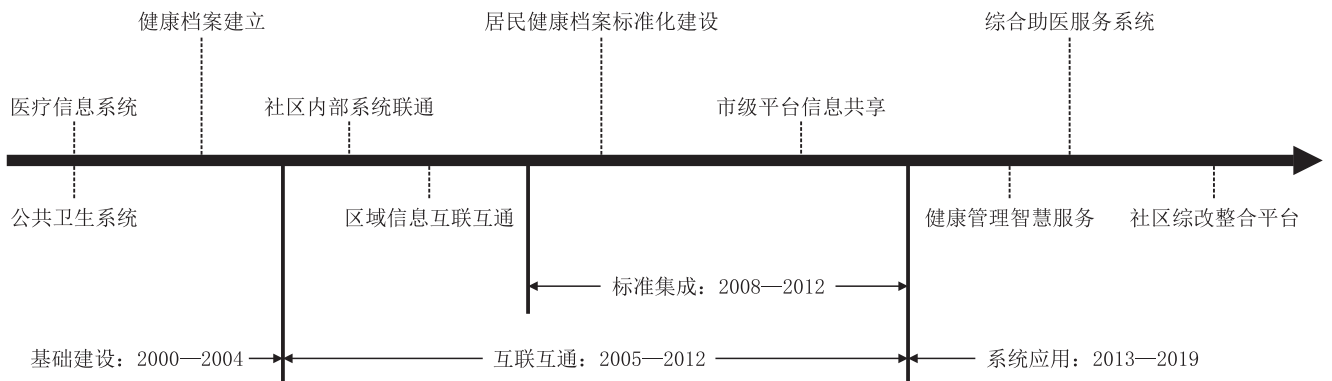 健康档案建立
居民健康档案标准化建设
综合助医服务系统
医疗信息系统
社区内部系统联通
市级平台信息共享
公共卫生系统
区域信息互联互通
健康管理智慧服务
社区综改整合平台
标准集成：2008—2012
基础建设：2000—2004
互联互通：2005—2012
系统应用：2013—2019